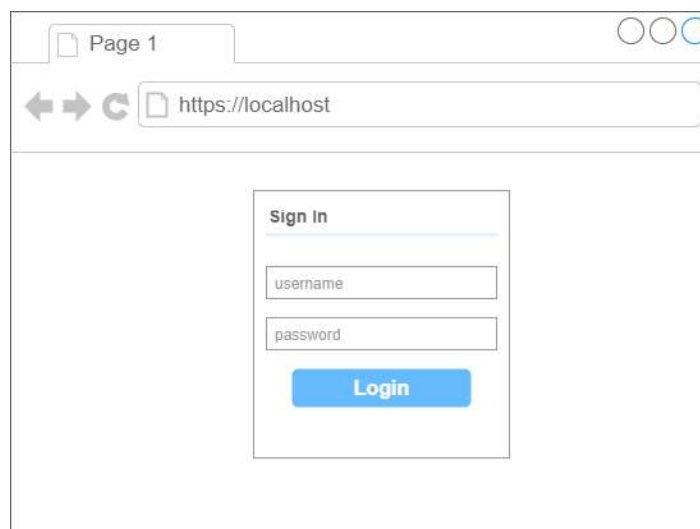 Page 1
https://localhost
Sign In
username
password
Login